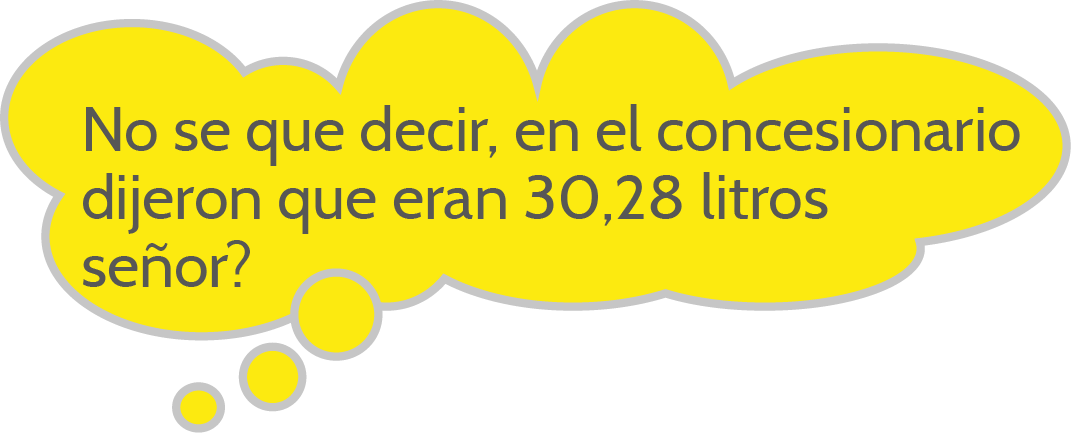 No se que decir, en el concesionario
dijeron que eran 30,28 litros
señor?